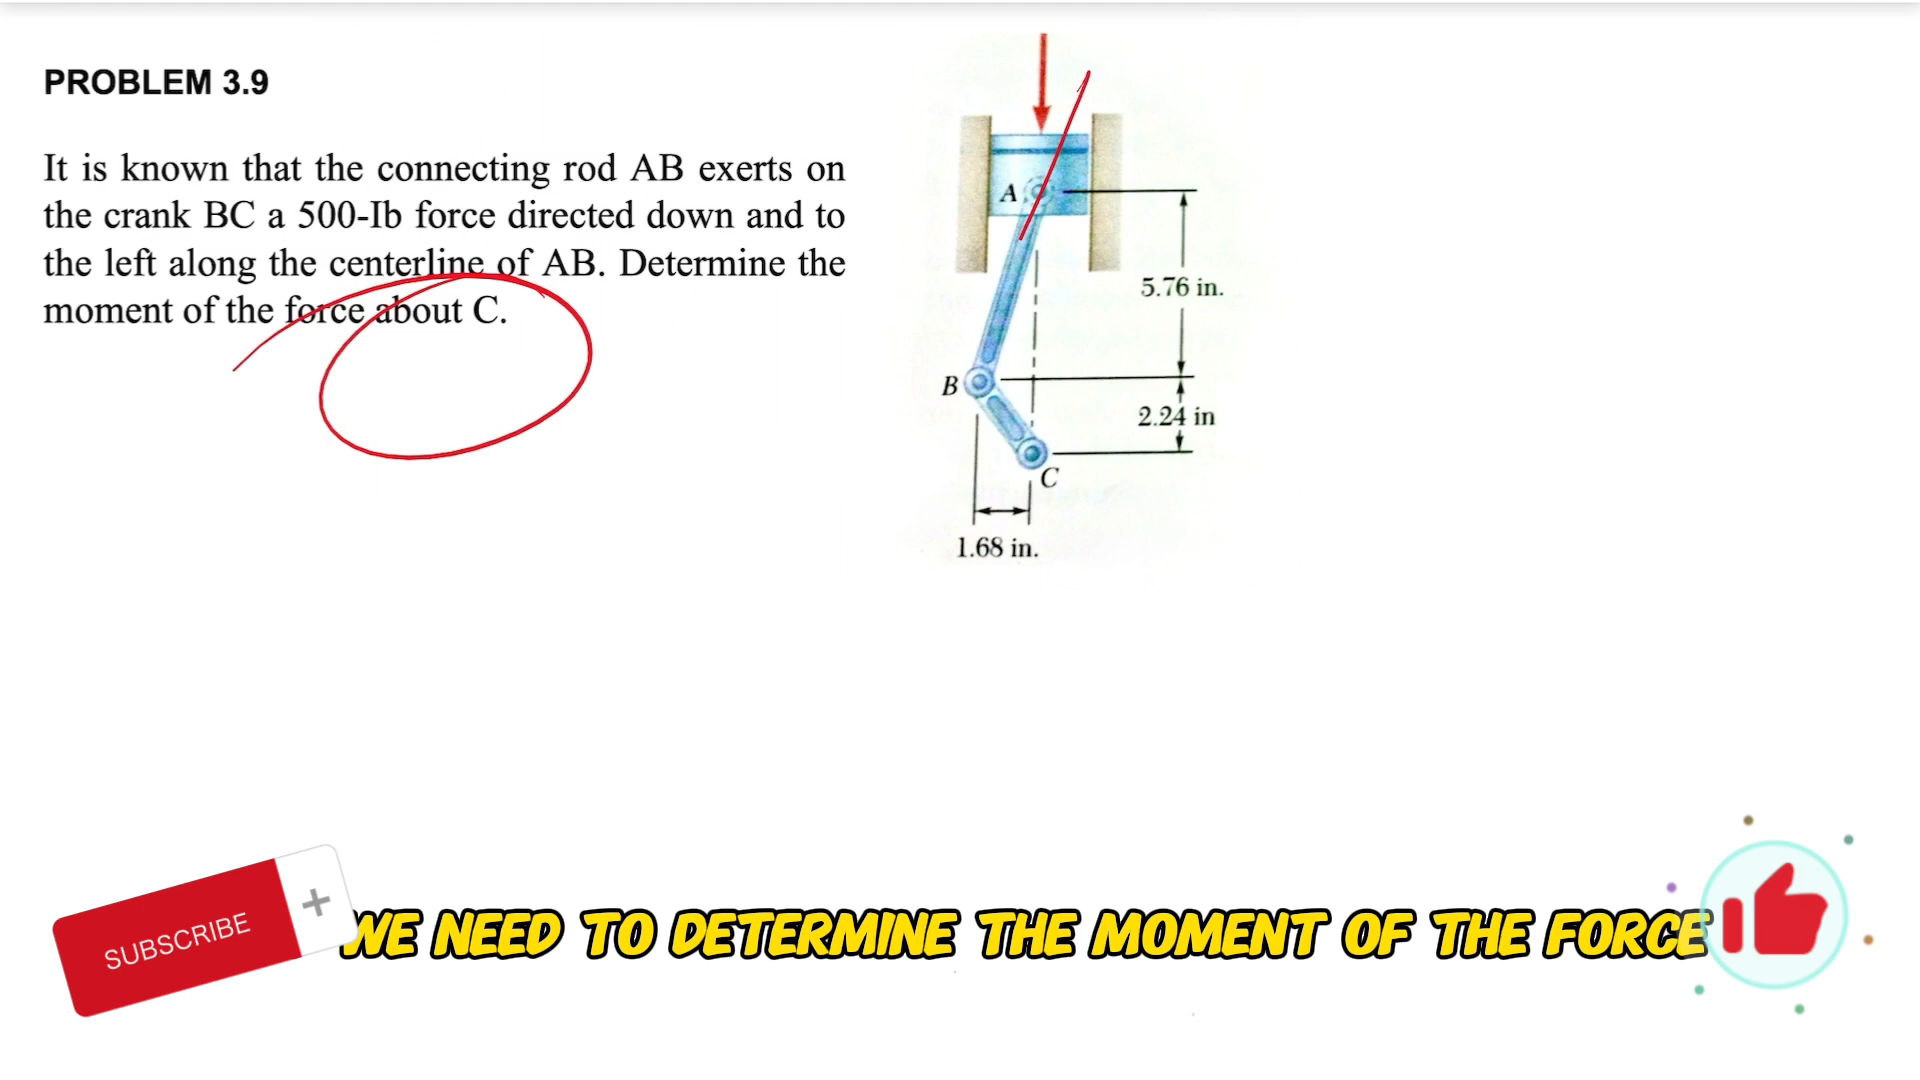 PROBLEM 3.9
It is known that the connecting rod AB exerts on
the crank BC a 500-Ib force directed down and to
the left along the centerline of AB. Determine the
moment of the force about C.
A
5.76 in.
B
2.24 in
C
1.68 in.
SUBSCRIBE +
WE NEED TO DETERMINE THE MOMENT OF THE FORCE